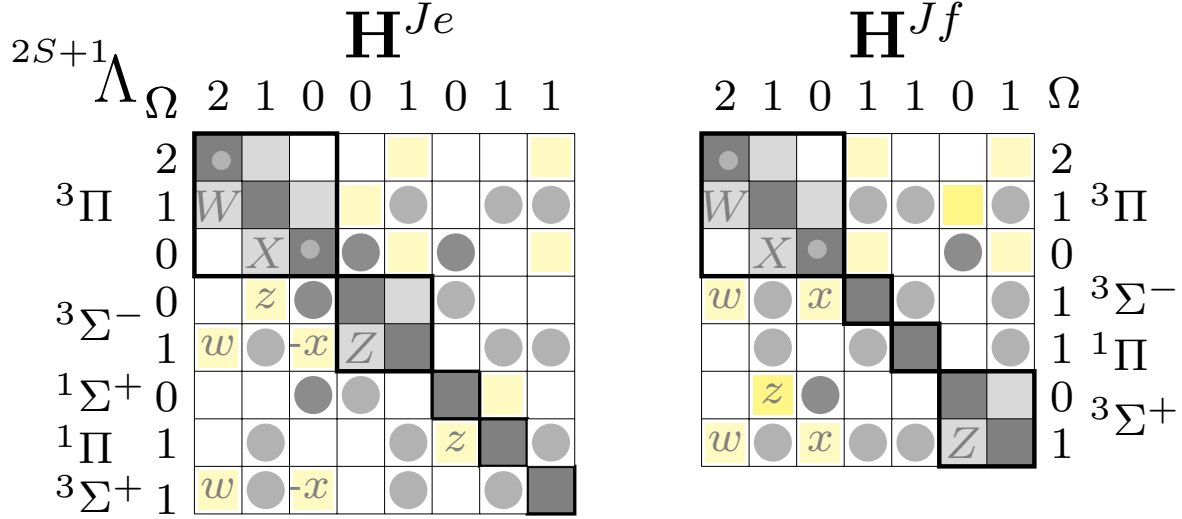 H^{Je} H^{Jf}
^{2S+1}Λ Ω 2 1 0 0 1 0 1 1 2 1 0 1 1 0 1 Ω
2 2
^3Π W 1 W 1 ^3Π
0 X X 0
0 z w x 1 ^3Σ^-
^3Σ^-
1 w -x Z 1 ^1Π
^1Σ^+ 0 z 0
^3Σ^+
^1Π 1 z w x Z 1
^3Σ^+ 1 w -x